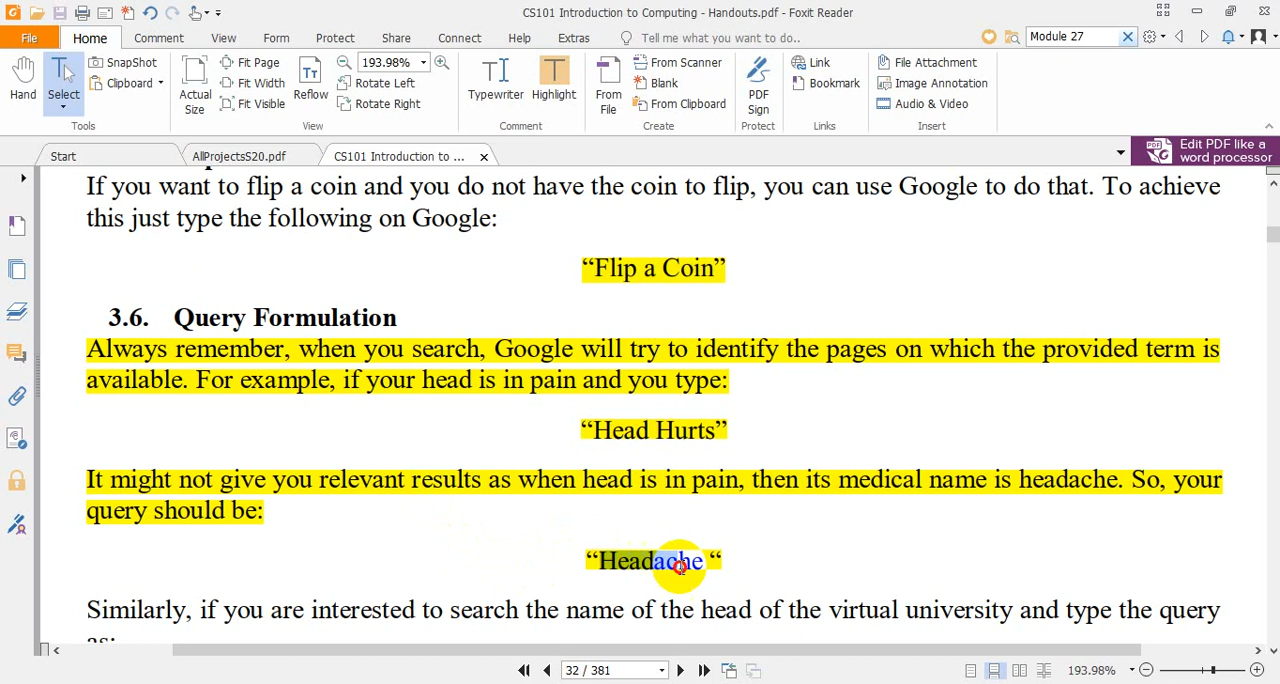 CS101 Introduction to Computing - Handouts.pdf - Foxit Reader
File Home Comment View Form Protect Share Connect Help Extras Tell me what you want to do.. Module 27
Hand
Select
SnapShot
Clipboard
Tools
Actual Size
Fit Page
Fit Width
Fit Visible
Reflow
193.98%
Rotate Left
Rotate Right
View
Typewriter
Highlight
Comment
From File
From Scanner
Blank
From Clipboard
Create
PDF Sign
Protect
Link
Bookmark
Links
File Attachment
Image Annotation
Audio & Video
Insert
Start AllProjectsS20.pdf CS101 Introduction to ...
Edit PDF like a
word processor
If you want to flip a coin and you do not have the coin to flip, you can use Google to do that. To achieve
this just type the following on Google:
“Flip a Coin”
3.6. Query Formulation
Always remember, when you search, Google will try to identify the pages on which the provided term is
available. For example, if your head is in pain and you type:
“Head Hurts”
It might not give you relevant results as when head is in pain, then its medical name is headache. So, your
query should be:
“Headache “
Similarly, if you are interested to search the name of the head of the virtual university and type the query
as:
32 / 381
193.98%